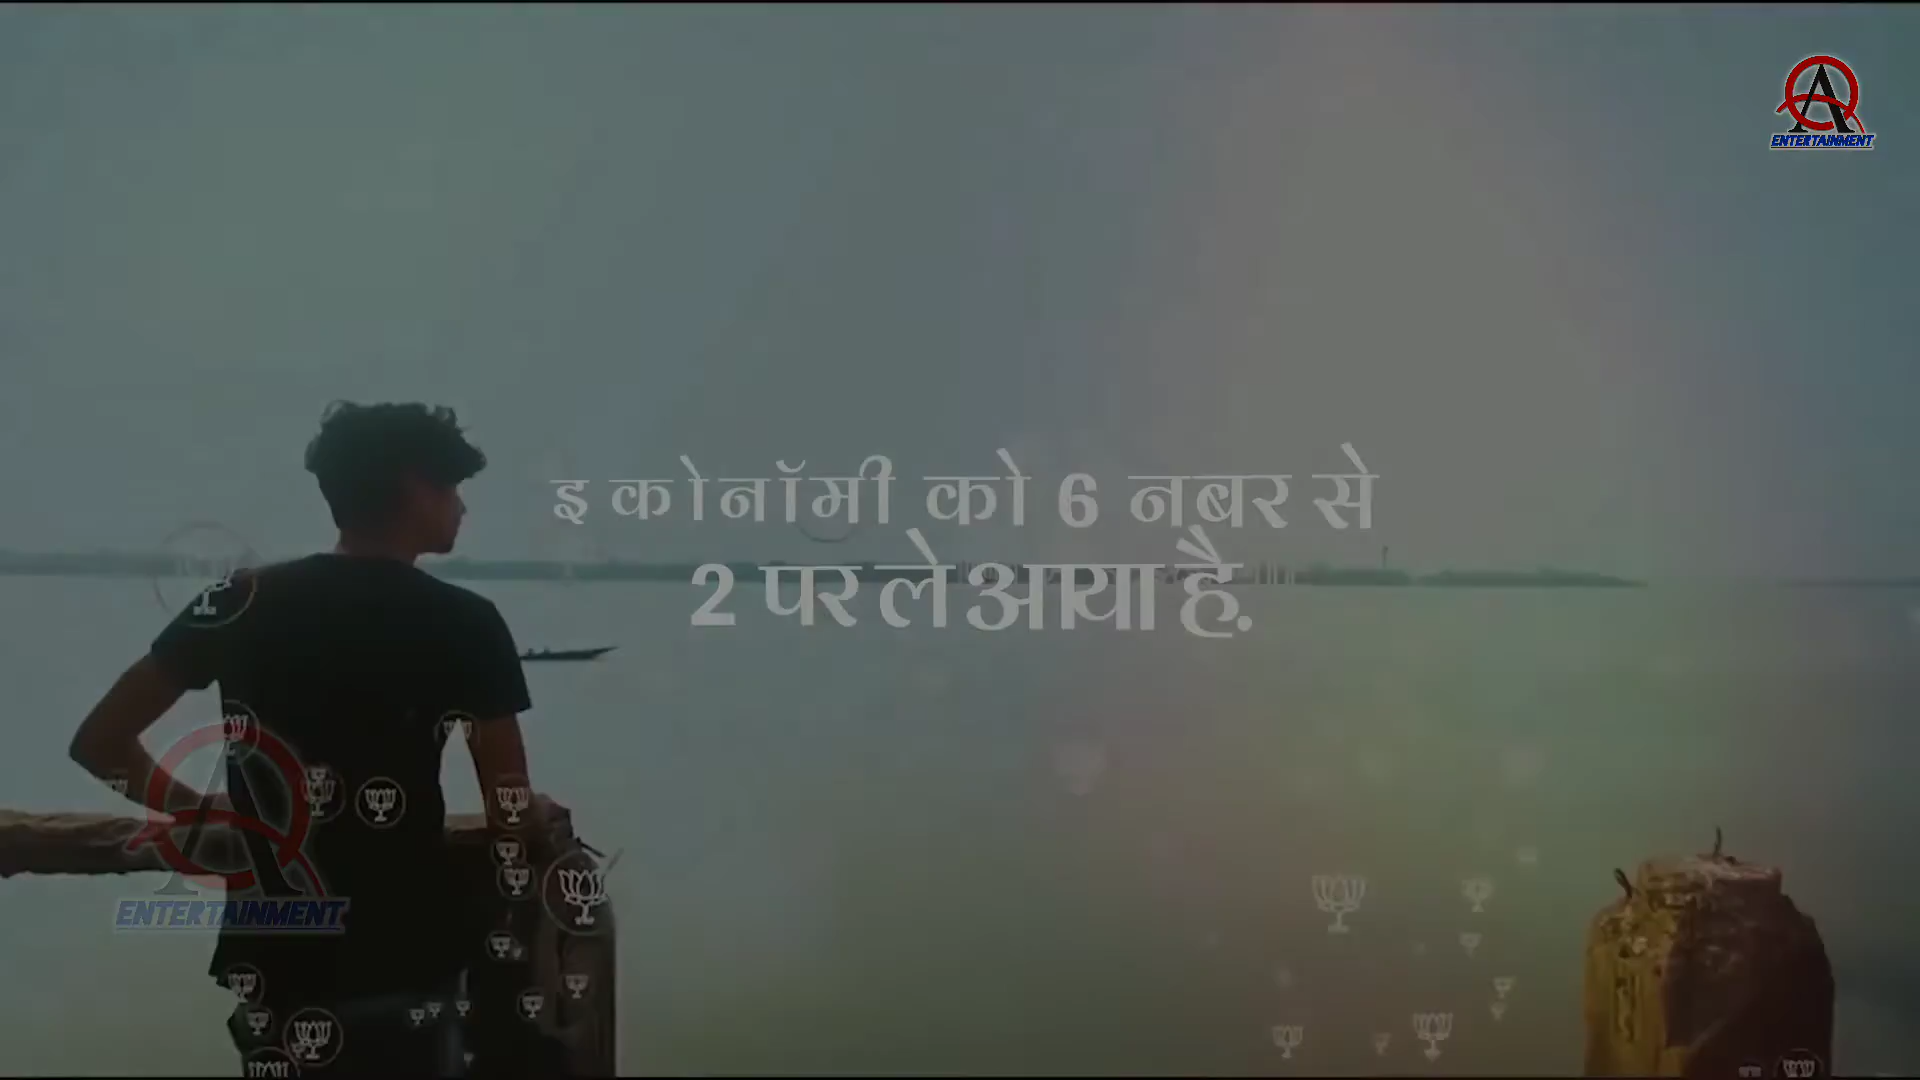 ENTERTAINMENT
इकोनॉमी को 6 नबर से
2 पर ले आया है.
ENTERTAINMENT